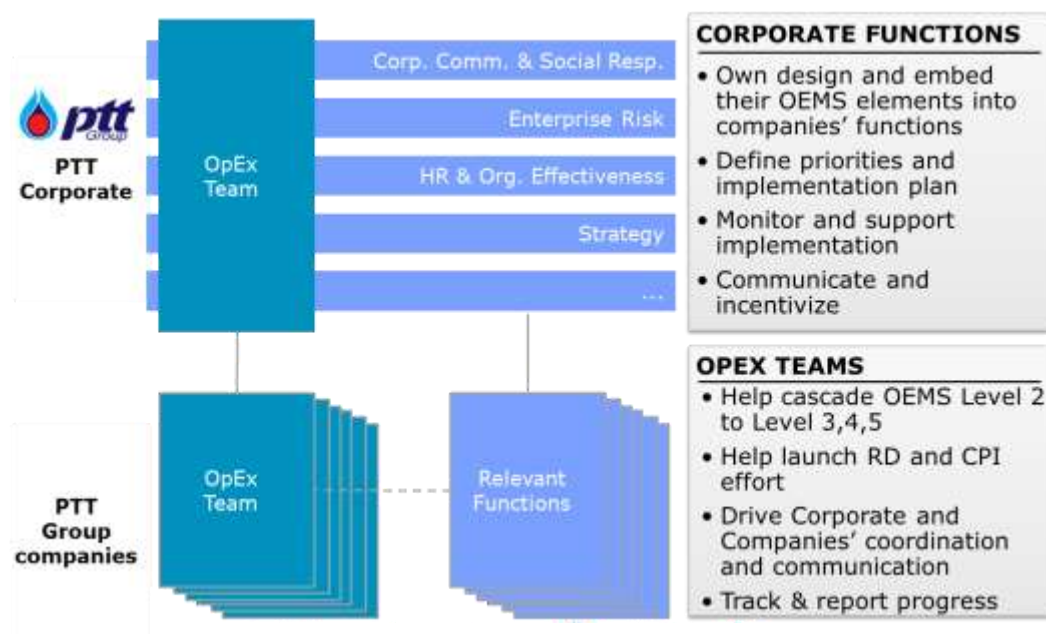 ptt
Group
PTT
Corporate
OpEx
Team
Corp. Comm. & Social Resp.
Enterprise Risk
HR & Org. Effectiveness
Strategy
...
PTT
Group
companies
OpEx
Team
Relevant
Functions
CORPORATE FUNCTIONS
• Own design and embed
their OEMS elements into
companies’ functions
• Define priorities and
implementation plan
• Monitor and support
implementation
• Communicate and
incentivize
OPEX TEAMS
• Help cascade OEMS Level 2
to Level 3,4,5
• Help launch RD and CPI
effort
• Drive Corporate and
Companies’ coordination
and communication
• Track & report progress